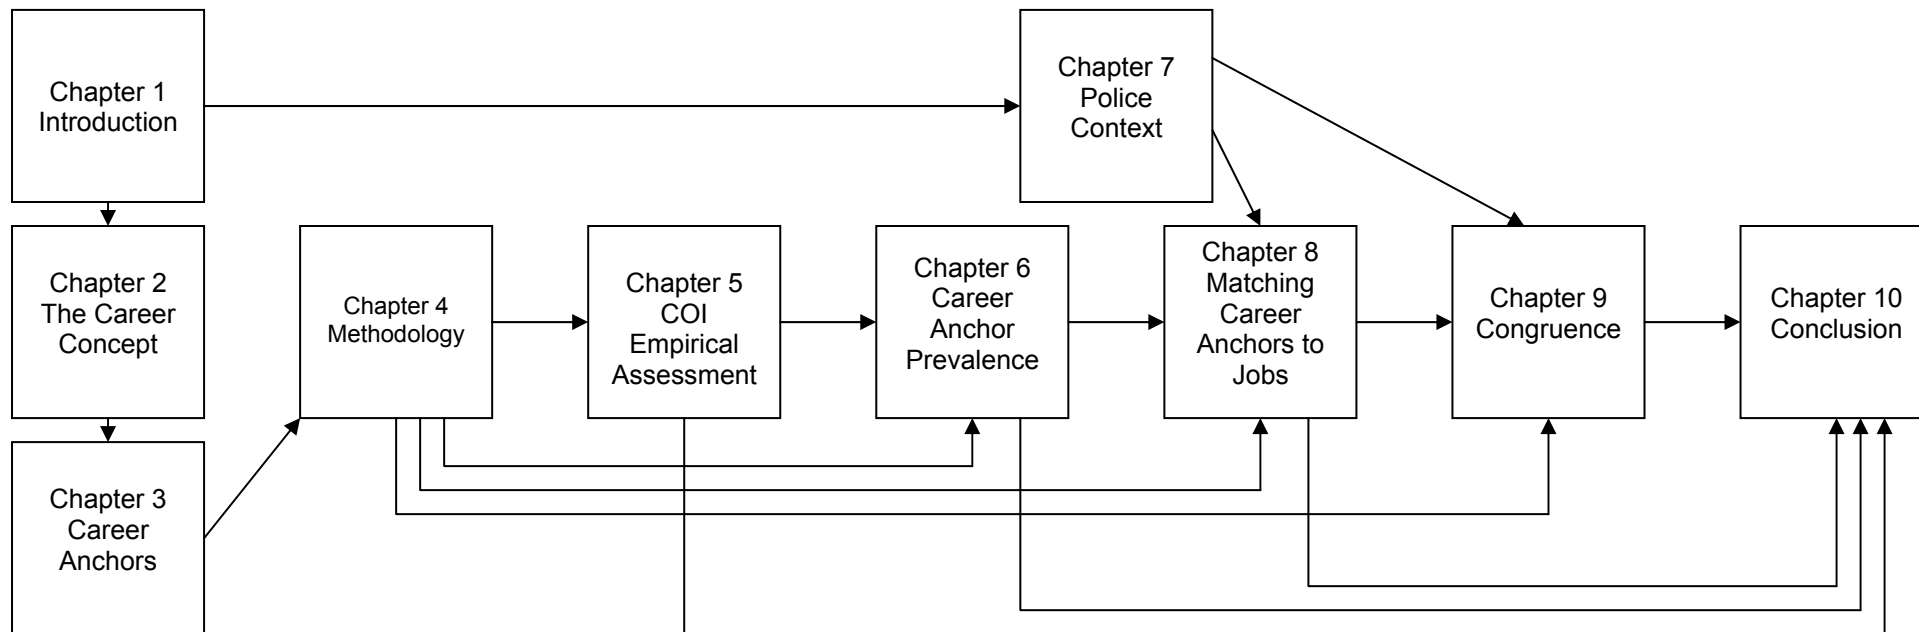 Chapter 1
Introduction
Chapter 7
Police
Context
Chapter 2
The Career
Concept
Chapter 4
Methodology
Chapter 5
COI
Empirical
Assessment
Chapter 6
Career
Anchor
Prevalence
Chapter 8
Matching
Career
Anchors to
Jobs
Chapter 9
Congruence
Chapter 10
Conclusion
Chapter 3
Career
Anchors